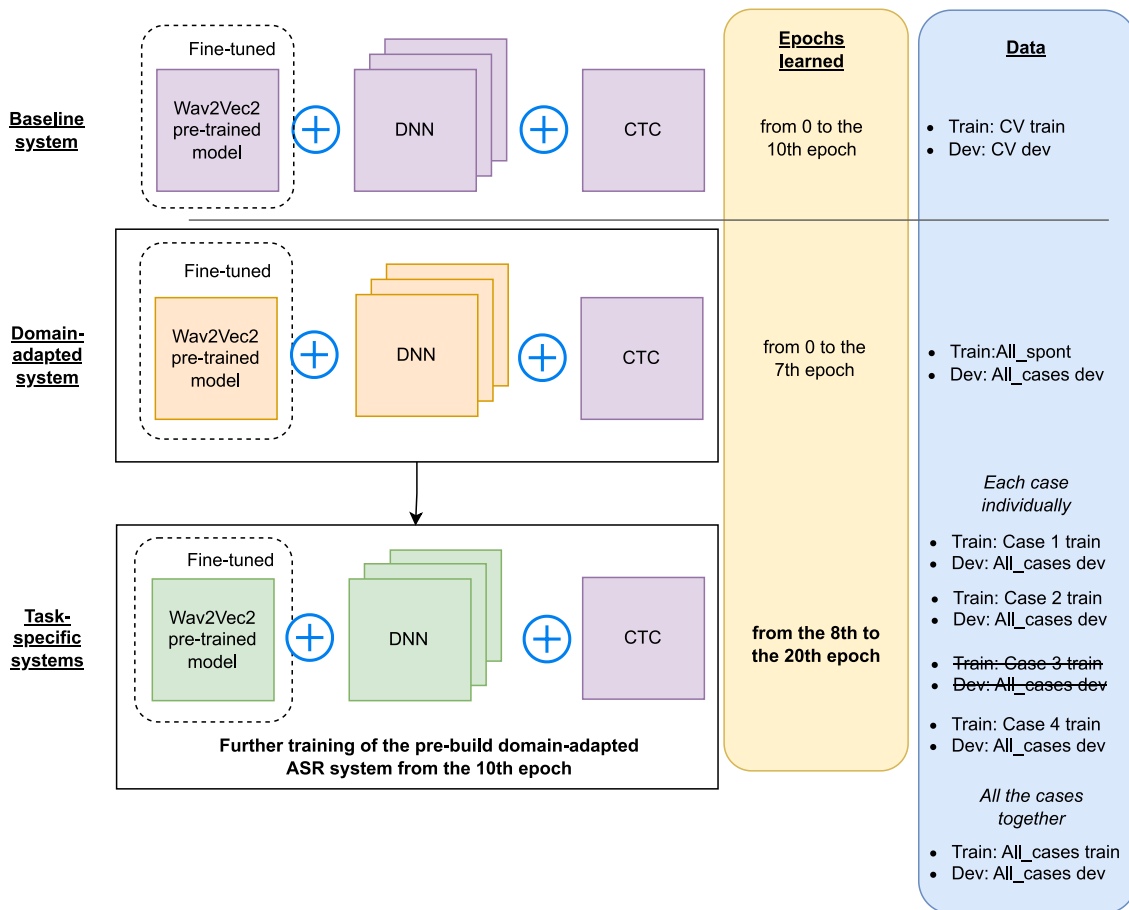 Epochs
learned
Data
Baseline
system
Fine-tuned
Wav2Vec2
pre-trained
model
DNN
CTC
from 0 to the
10th epoch
• Train: CV train
• Dev: CV dev
Domain-
adapted
system
Fine-tuned
Wav2Vec2
pre-trained
model
DNN
CTC
from 0 to the
7th epoch
• Train:All_spont
• Dev: All_cases dev
Task-
specific
systems
Fine-tuned
Wav2Vec2
pre-trained
model
DNN
CTC
Further training of the pre-build domain-adapted
ASR system from the 10th epoch
from the 8th to
the 20th epoch
Each case
individually
• Train: Case 1 train
• Dev: All_cases dev
• Train: Case 2 train
• Dev: All_cases dev
• Train: Case 3 train
• Dev: All_cases dev
• Train: Case 4 train
• Dev: All_cases dev
All the cases
together
• Train: All_cases train
• Dev: All_cases dev